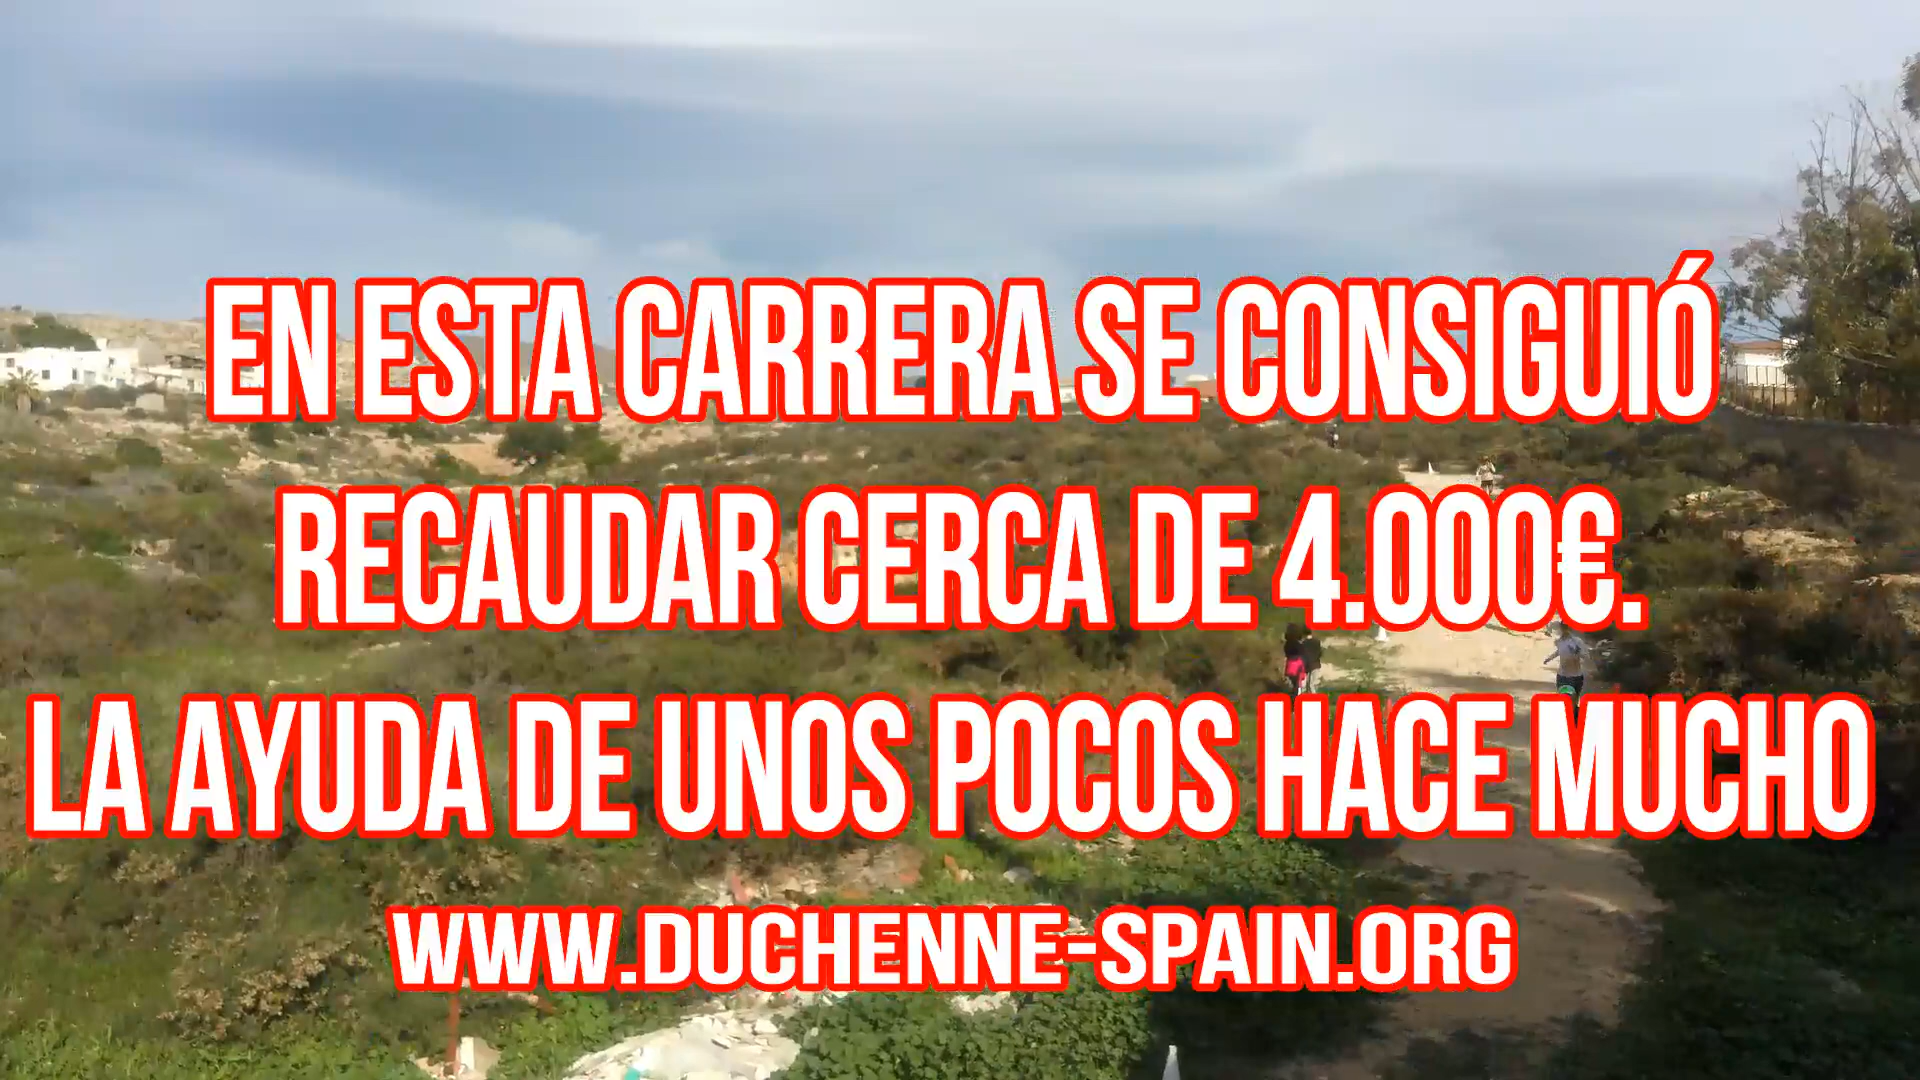 EN ESTA CARRERA SE CONSIGUIÓ
RECAUDAR CERCA DE 4.000€.
LA AYUDA DE UNOS POCOS HACE MUCHO
WWW.DUCHENNE-SPAIN.ORG